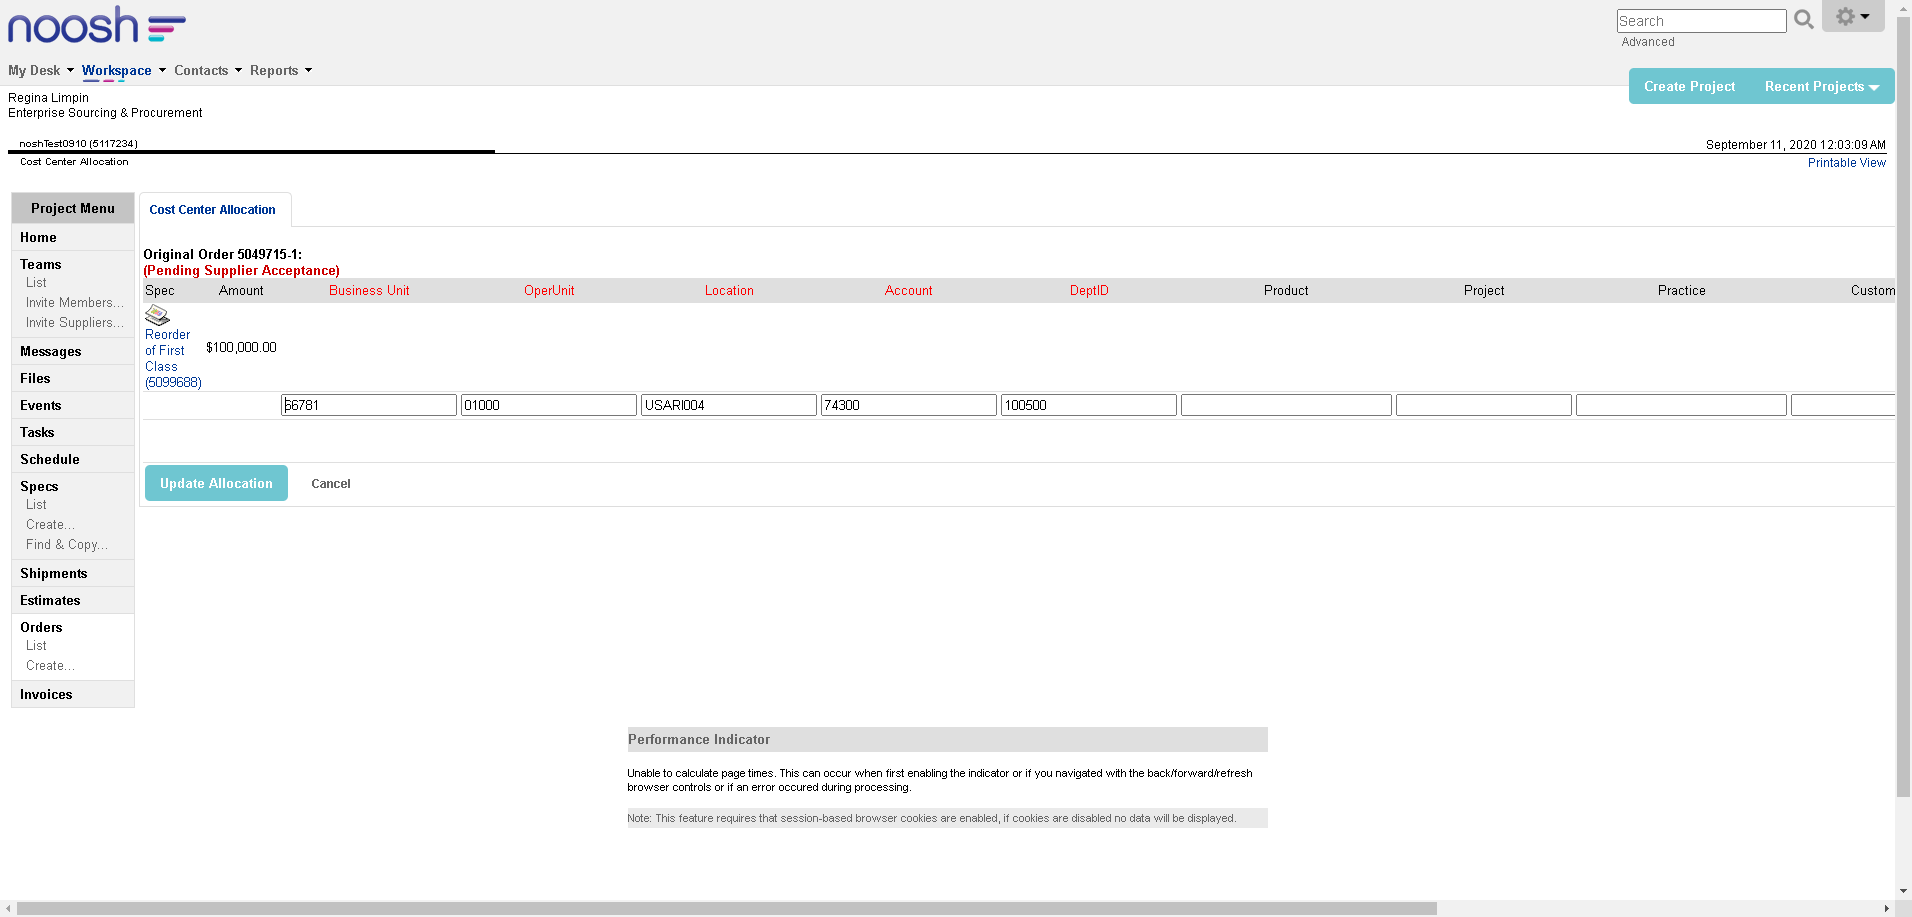 noosh
Search
Advanced
My Desk Workspace Contacts Reports
Create Project Recent Projects
Regina Limpin
Enterprise Sourcing & Procurement
noshTest0910 (5117234)
September 11, 2020 12:03:09 AM
Cost Center Allocation
Printable View
Project Menu
Home
Teams
List
Invite Members...
Invite Suppliers...
Messages
Files
Events
Tasks
Schedule
Specs
List
Create...
Find & Copy...
Shipments
Estimates
Orders
List
Create...
Invoices
Cost Center Allocation
Original Order 5049715-1:
(Pending Supplier Acceptance)
Spec Amount Business Unit OperUnit Location Account DeptID Product Project Practice Custom
Reorder
of First
Class
(5099688)
$100,000.00
66781 01000 USARI004 74300 100500
Update Allocation Cancel
Performance Indicator
Unable to calculate page times. This can occur when first enabling the indicator or if you navigated with the back/forward/refresh
browser controls or if an error occured during processing.
Note: This feature requires that session-based browser cookies are enabled, if cookies are disabled no data will be displayed.